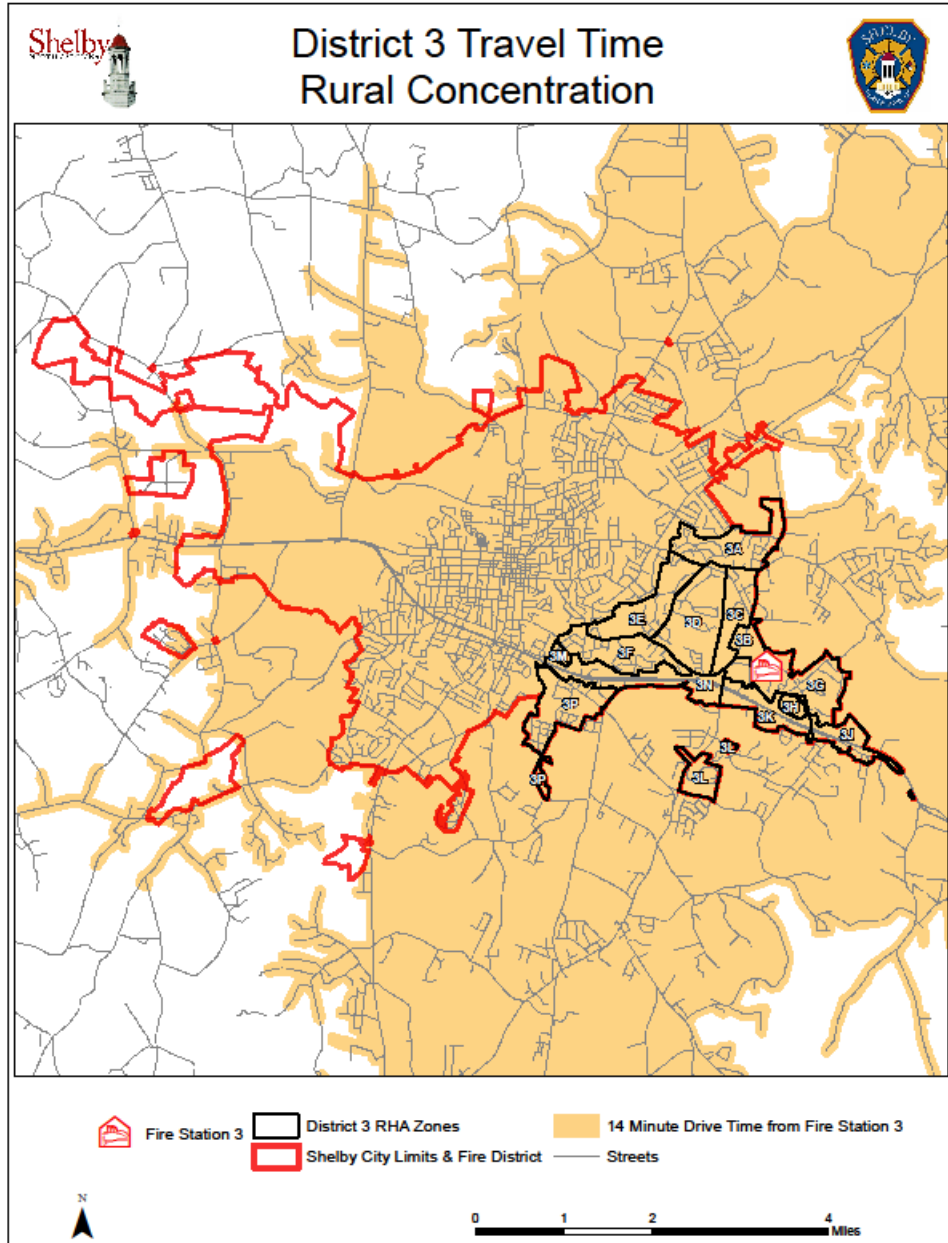 Shelby
District 3 Travel Time
Rural Concentration
SHELBY
3A
3C
3E
3D
3B
3F
3M
3N
3G
3H
3P
3K
3J
3L
3L
3P
Fire Station 3
District 3 RHA Zones
14 Minute Drive Time from Fire Station 3
Shelby City Limits & Fire District
Streets
N
0 1 2 4
Miles